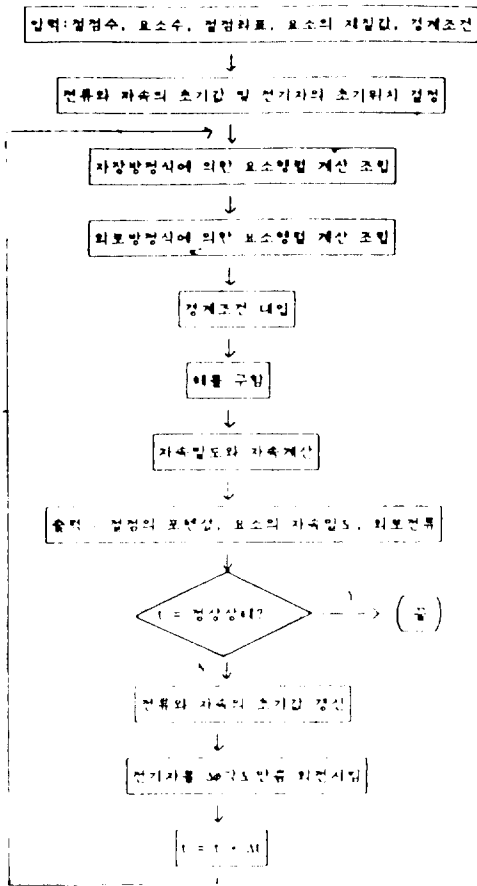 입력:절점수, 요소수, 절점좌표, 요소의 재질값, 경계조건
전류와 자속의 초기값 및 전기자의 초기위치 결정
자장방정식에 의한 요소행렬 계산 조립
회로방정식에 의한 요소행렬 계산 조립
경계조건 대입
해를 구함
자속밀도와 자속계산
출력 : 절점의 포텐셜, 요소의 자속밀도, 회로전류
t = 정상상태?
끝
N
전류와 자속의 초기값 갱신
전기자를 Δθ각도 만큼 회전시킴
t = t + Δt